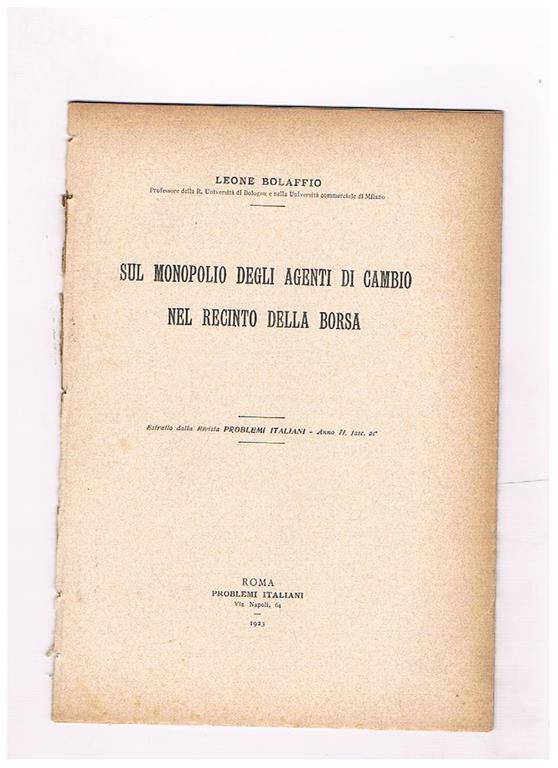 LEONE BOLAFFIO
Professore della R. Università di Bologna e nella Università commerciale di Milano
SUL MONOPOLIO DEGLI AGENTI DI CAMBIO
NEL RECINTO DELLA BORSA
Estratto dalla Rivista PROBLEMI ITALIANI - Anno II, fasc. 21º
ROMA
PROBLEMI ITALIANI
Via Napoli, 64
1923